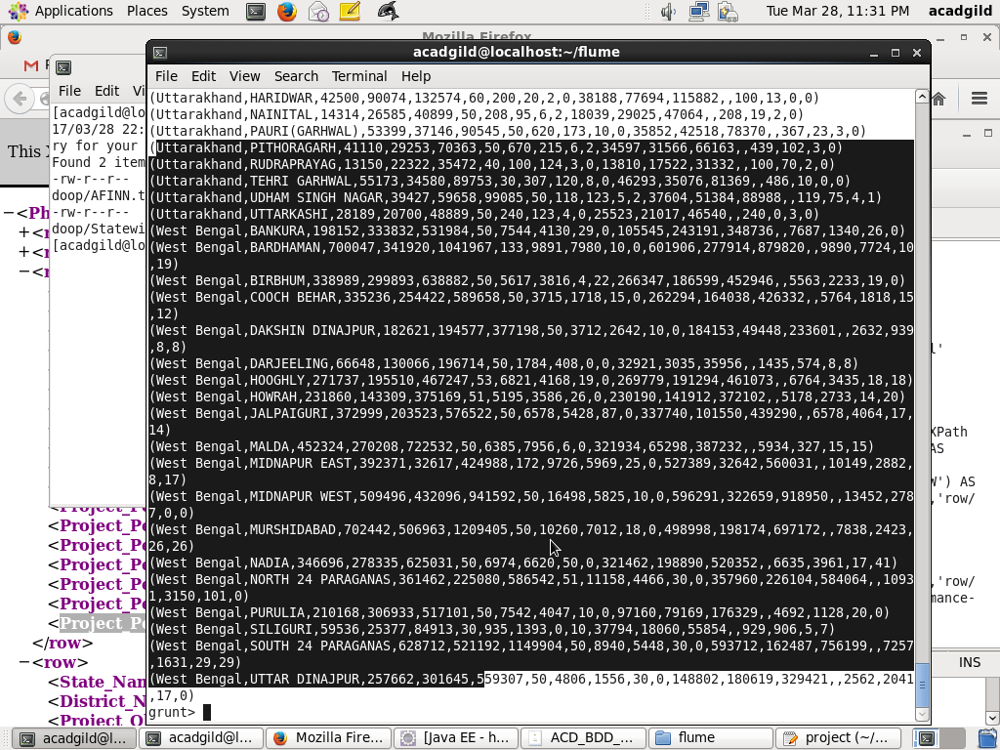 Applications Places System Tue Mar 28, 11:31 PM acadgild
Mozilla Firefox
acadgild@localhost:~/flume
File Edit View Search Terminal Help
(Uttarakhand,HARIDWAR,42500,90074,132574,60,200,20,2,0,38188,77694,115882,,100,13,0,0)
(Uttarakhand,NAINITAL,14314,26585,40899,50,208,95,6,2,18039,29025,47064,,208,19,2,0)
(Uttarakhand,PAURI(GARHWAL),53399,37146,90545,50,620,173,10,0,35852,42518,78370,,367,23,3,0)
(Uttarakhand,PITHORAGARH,41110,29253,70363,50,670,215,6,2,34597,31566,66163,,439,102,3,0)
(Uttarakhand,RUDRAPRAYAG,13150,22322,35472,40,100,124,3,0,13810,17522,31332,,100,70,2,0)
(Uttarakhand,TEHRI GARHWAL,55173,34580,89753,30,307,120,8,0,46293,35076,81369,,486,10,0,0)
(Uttarakhand,UDHAM SINGH NAGAR,39427,59658,99085,50,118,123,5,2,37604,51384,88988,,119,75,4,1)
(Uttarakhand,UTTARKASHI,28189,20700,48889,50,240,123,4,0,25523,21017,46540,,240,0,3,0)
(West Bengal,BANKURA,198152,333832,531984,50,7544,4130,29,0,105545,243191,348736,,7687,1340,26,0)
(West Bengal,BARDHAMAN,700047,341920,1041967,133,9891,7980,10,0,601906,277914,879820,,9890,7724,10
,19)
(West Bengal,BIRBHUM,338989,299893,638882,50,5617,3816,4,22,266347,186599,452946,,5563,2233,19,0)
(West Bengal,COOCH BEHAR,335236,254422,589658,50,3715,1718,15,0,262294,164038,426332,,5764,1818,15
,12)
(West Bengal,DAKSHIN DINAJPUR,182621,194577,377198,50,3712,2642,10,0,184153,49448,233601,,2632,939
,8,8)
(West Bengal,DARJEELING,66648,130066,196714,50,1784,408,0,0,32921,3035,35956,,1435,574,8,8)
(West Bengal,HOOGHLY,271737,195510,467247,53,6821,4168,19,0,269779,191294,461073,,6764,3435,18,18)
(West Bengal,HOWRAH,231860,143309,375169,51,5195,3586,26,0,230190,141912,372102,,5178,2733,14,20)
(West Bengal,JALPAIGURI,372999,203523,576522,50,6578,5428,87,0,337740,101550,439290,,6578,4064,17,
14)
(West Bengal,MALDA,452324,270208,722532,50,6385,7956,6,0,321934,65298,387232,,5934,327,15,15)
(West Bengal,MIDNAPUR EAST,392371,32617,424988,172,9726,5969,25,0,527389,32642,560031,,10149,2882,
8,17)
(West Bengal,MIDNAPUR WEST,509496,432096,941592,50,16498,5825,10,0,596291,322659,918950,,13452,278
7,0,0)
(West Bengal,MURSHIDABAD,702442,506963,1209405,50,10260,7012,18,0,498998,198174,697172,,7838,2423,
26,26)
(West Bengal,NADIA,346696,278335,625031,50,6974,6620,50,0,321462,198890,520352,,6635,3961,17,41)
(West Bengal,NORTH 24 PARAGANAS,361462,225080,586542,51,11158,4466,30,0,357960,226104,584064,,1093
1,3150,101,0)
(West Bengal,PURULIA,210168,306933,517101,50,7542,4047,10,0,97160,79169,176329,,4692,1128,20,0)
(West Bengal,SILIGURI,59536,25377,84913,30,935,1393,0,10,37794,18060,55854,,929,906,5,7)
(West Bengal,SOUTH 24 PARAGANAS,628712,521192,1149904,50,8940,5448,30,0,593712,162487,756199,,7257
,1631,29,29)
(West Bengal,UTTAR DINAJPUR,257662,301645,559307,50,4806,1556,30,0,148802,180619,329421,,2562,2041
,17,0)
grunt>
File Edit Vi
[acadgild@lo
17/03/28 22:
ry for your
Found 2 item
-rw-r--r--
doop/AFINN.t
-rw-r--r--
doop/Statewi
[acadgild@lo
This X
−<Ph
+<r
+<r
−<r
<Project_Po
<Project_Po
<Project_Po
<Project_Po
<Project_Po
<Project_Po
</row>
−<row>
<State_Nam
<District_N
<Project_O
XPath
AS
W') AS
,'row/
,'row/
mance-
INS
acadgild@l... acadgild@l... Mozilla Fire... [Java EE - h... ACD_BDD_... flume project (~/...